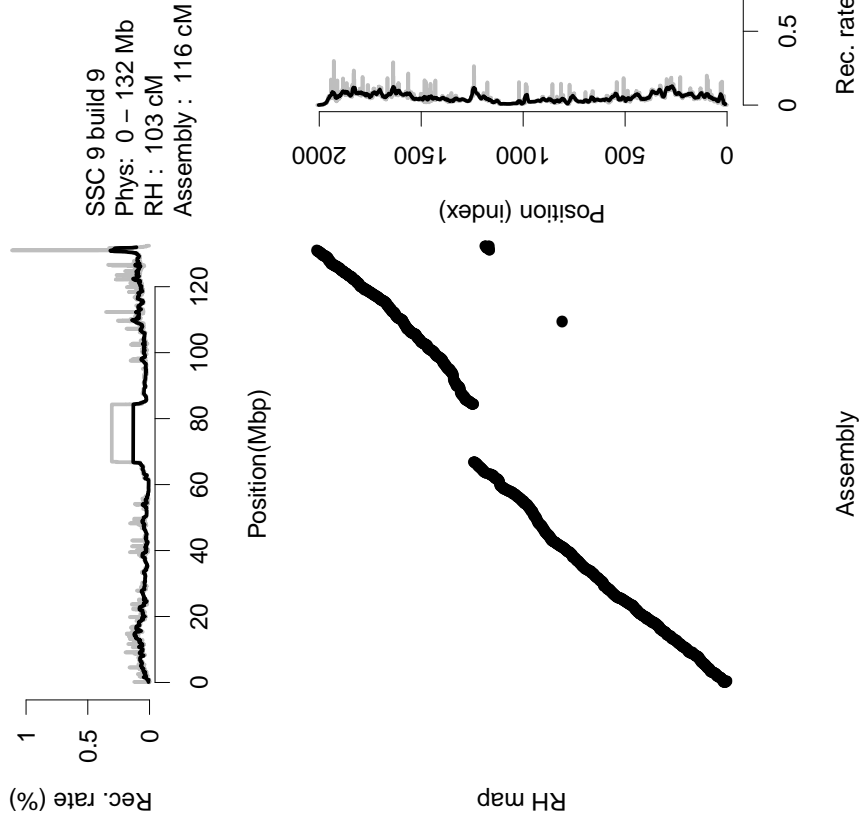 SSC 9 build 9
Phys: 0 – 132 Mb
RH : 103 cM
Assembly : 116 cM
Rec. rate (%)
0 0.5 1
0 20 40 60 80 100 120
Position(Mbp)
RH map
Assembly
Position (index)
0 500 1000 1500 2000
0 0.5
Rec. rate